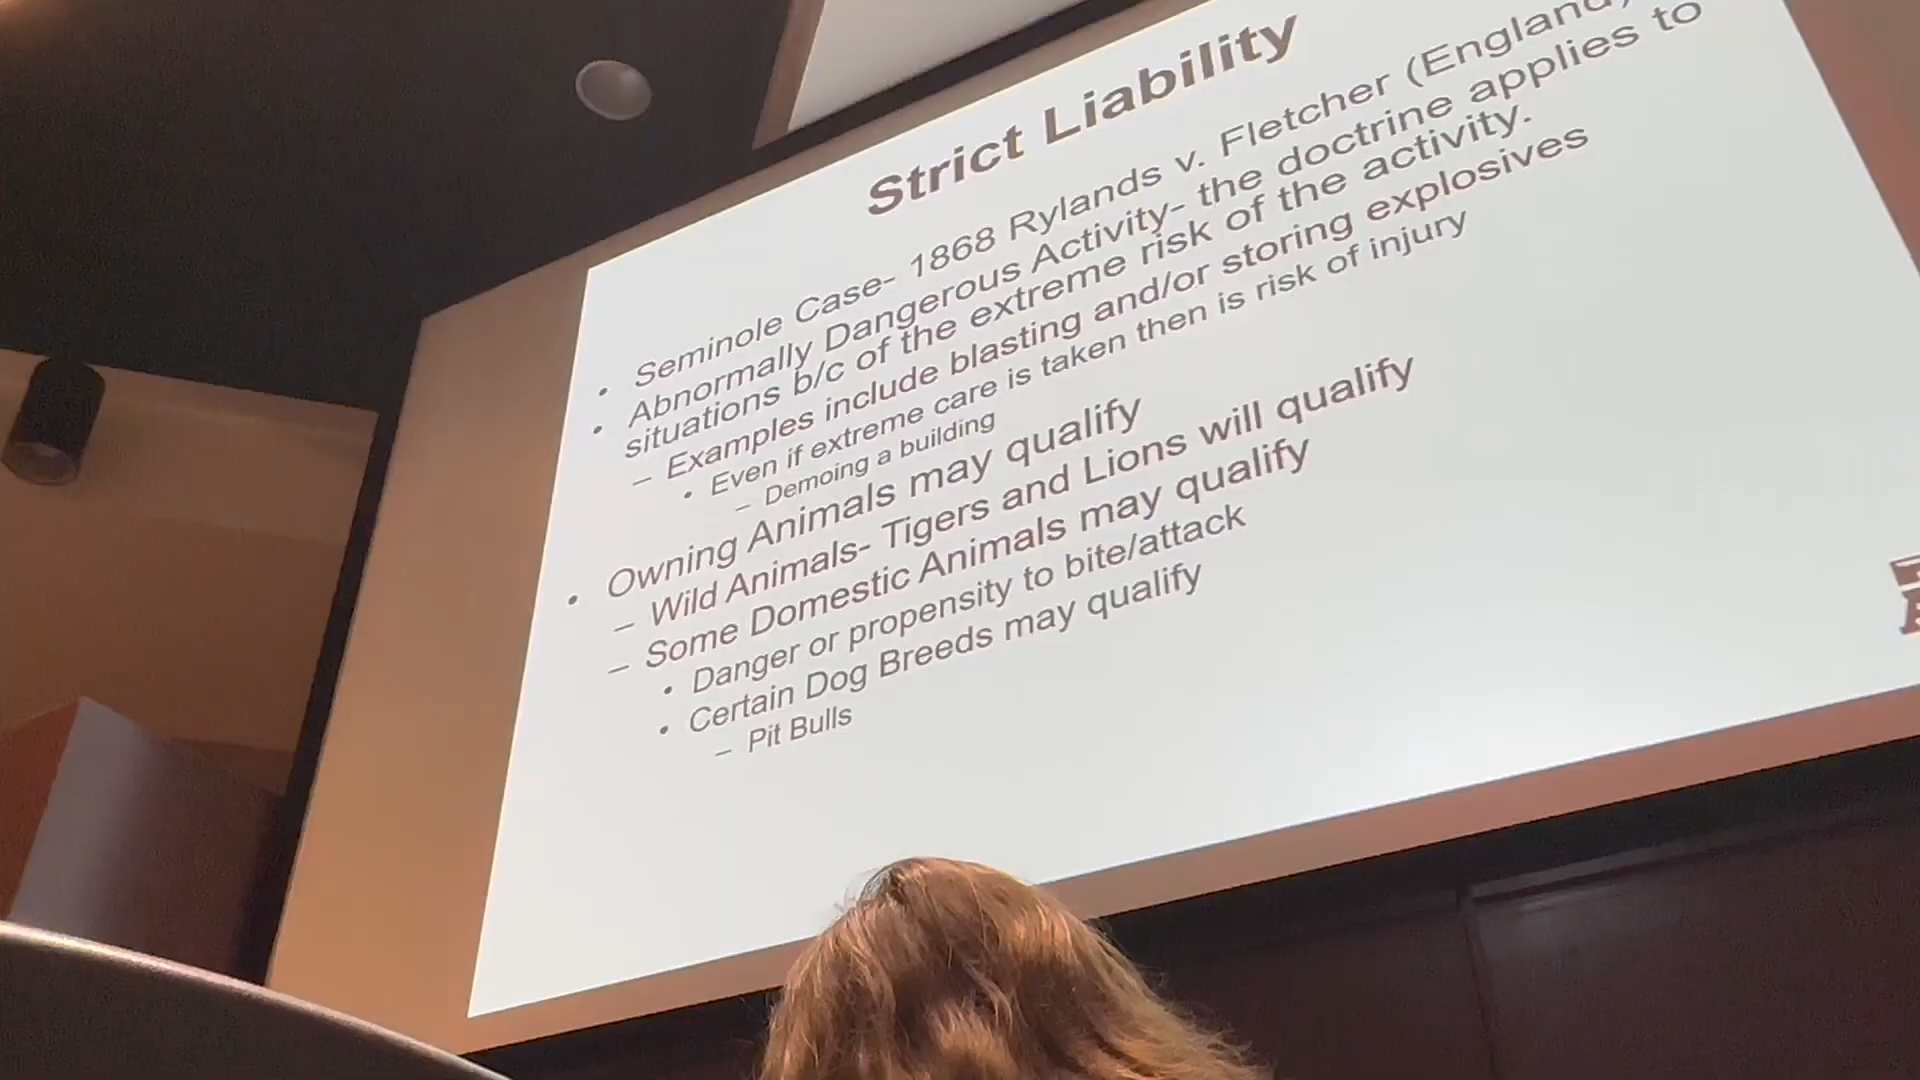 Strict Liability
• Seminole Case- 1868 Rylands v. Fletcher (England)
• Abnormally Dangerous Activity- the doctrine applies to
situations b/c of the extreme risk of the activity.
– Examples include blasting and/or storing explosives
• Even if extreme care is taken then is risk of injury
– Demoing a building
• Owning Animals may qualify
– Wild Animals- Tigers and Lions will qualify
– Some Domestic Animals may qualify
• Danger or propensity to bite/attack
• Certain Dog Breeds may qualify
– Pit Bulls